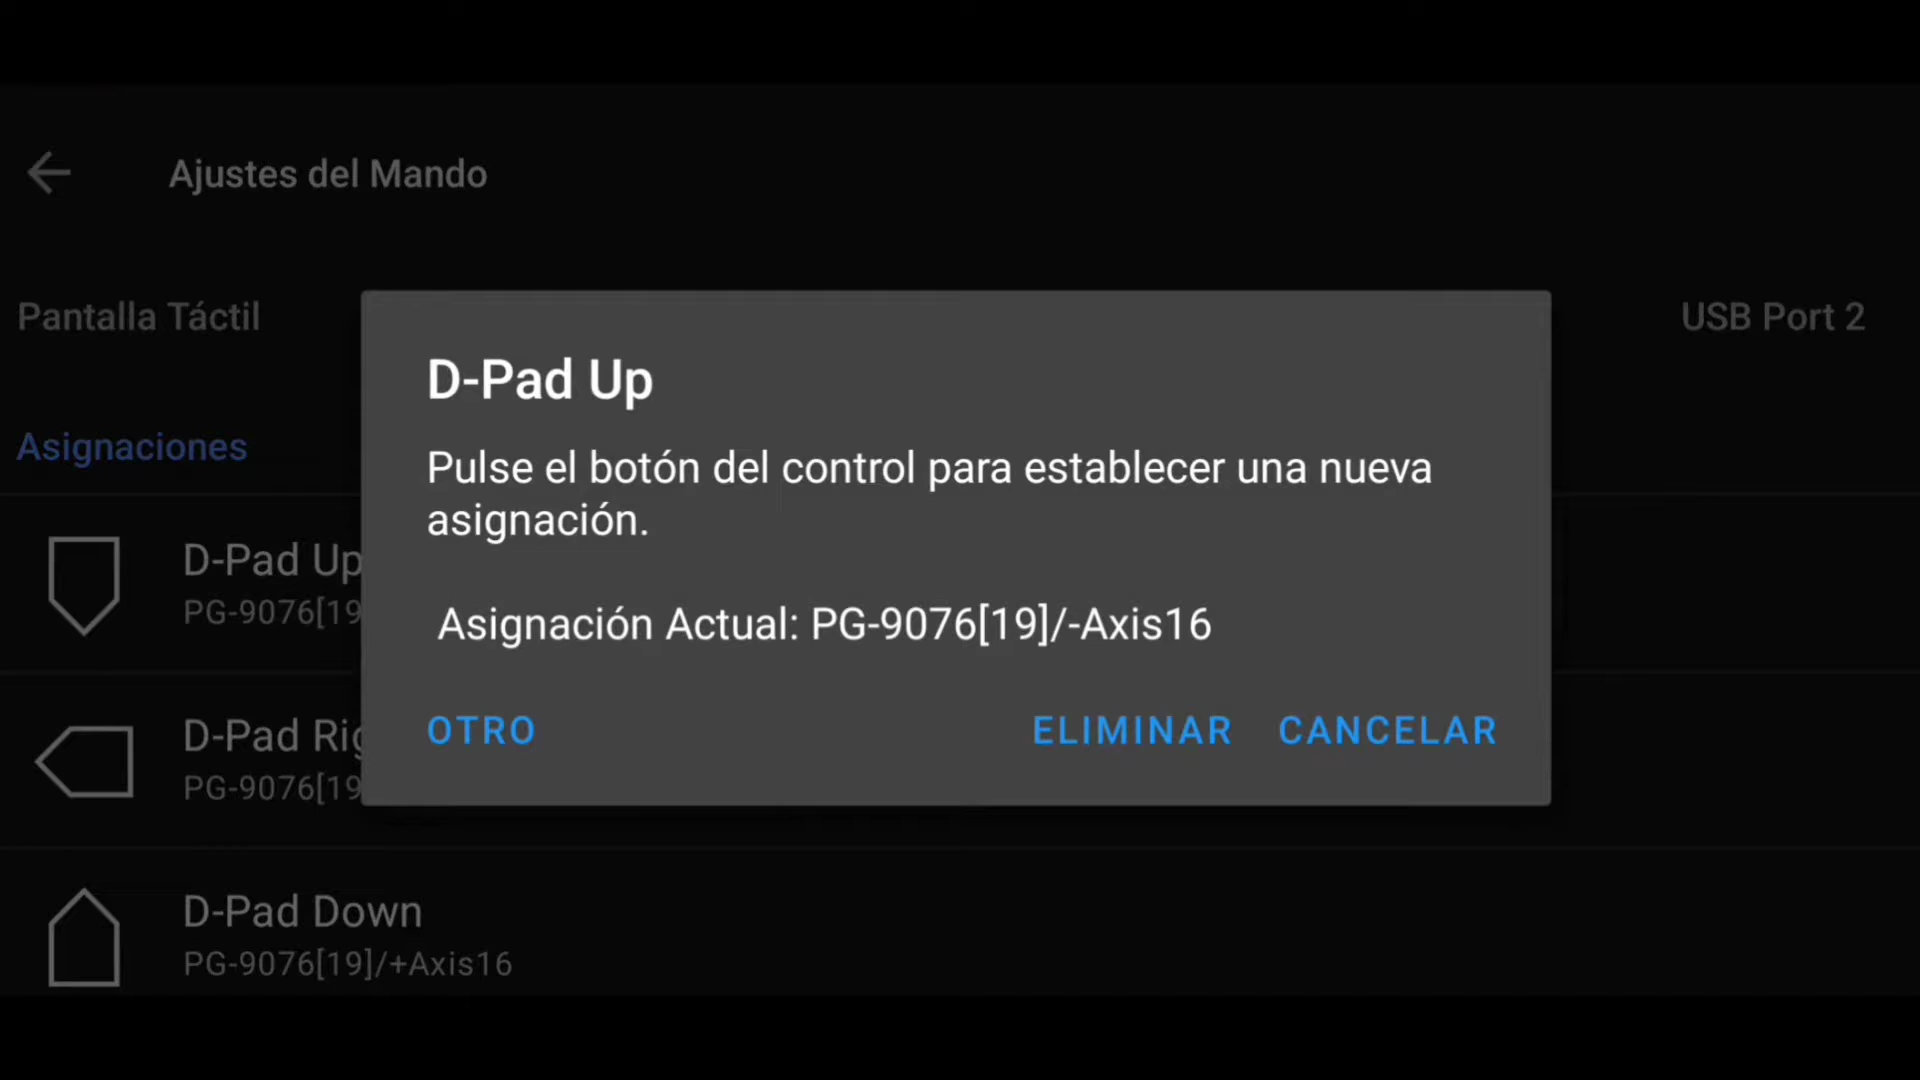 Ajustes del Mando
Pantalla Táctil
USB Port 2
Asignaciones
D-Pad Up
Pulse el botón del control para establecer una nueva
asignación.
Asignación Actual: PG-9076[19]/-Axis16
OTRO
ELIMINAR
CANCELAR
D-Pad Up
PG-9076[19
D-Pad Rig
PG-9076[19
D-Pad Down
PG-9076[19]/+Axis16